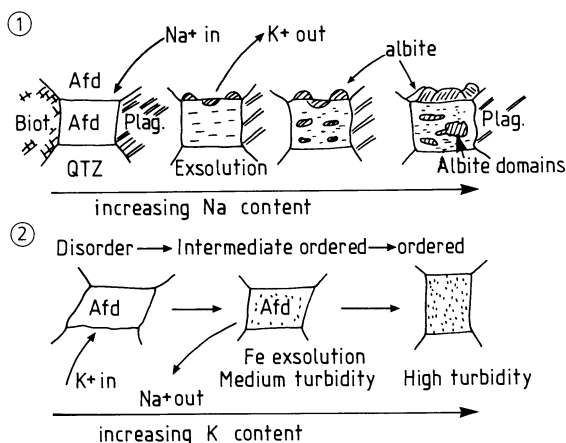 ①
Na+ in
K+ out
albite
Afd
Biot. Afd Plag.
QTZ
Exsolution
Plag.
Albite domains
increasing Na content
②
Disorder → Intermediate ordered → ordered
Afd
Afd
K+ in
Na+ out
Fe exsolution
Medium turbidity
High turbidity
increasing K content